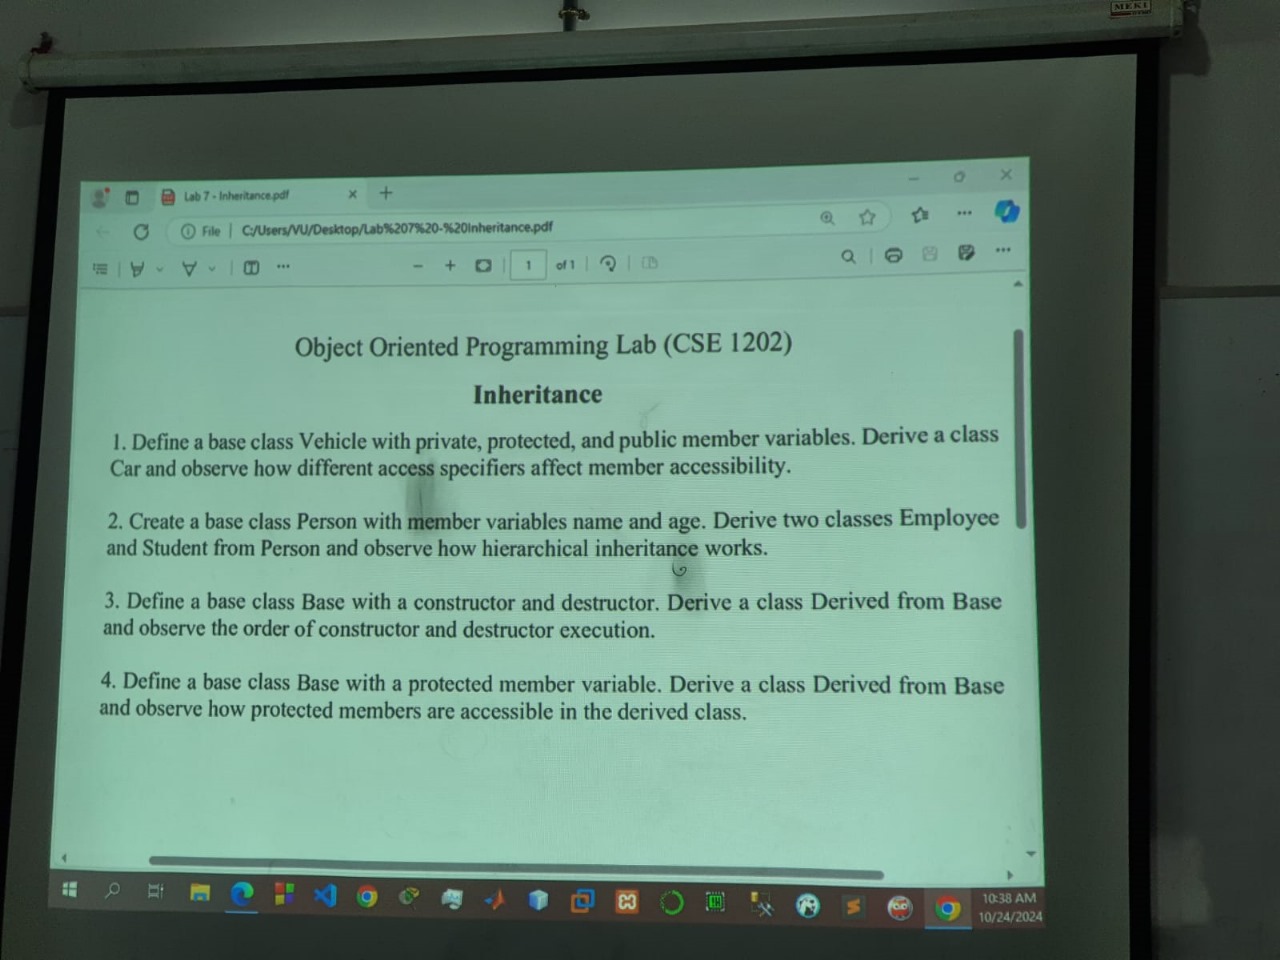 MEKI
Lab 7 - Inheritance.pdf
File | C:/Users/VU/Desktop/Lab%207%20-%20Inheritance.pdf
1 of 1
Object Oriented Programming Lab (CSE 1202)
Inheritance
1. Define a base class Vehicle with private, protected, and public member variables. Derive a class
Car and observe how different access specifiers affect member accessibility.
2. Create a base class Person with member variables name and age. Derive two classes Employee
and Student from Person and observe how hierarchical inheritance works.
3. Define a base class Base with a constructor and destructor. Derive a class Derived from Base
and observe the order of constructor and destructor execution.
4. Define a base class Base with a protected member variable. Derive a class Derived from Base
and observe how protected members are accessible in the derived class.
10:38 AM
10/24/2024